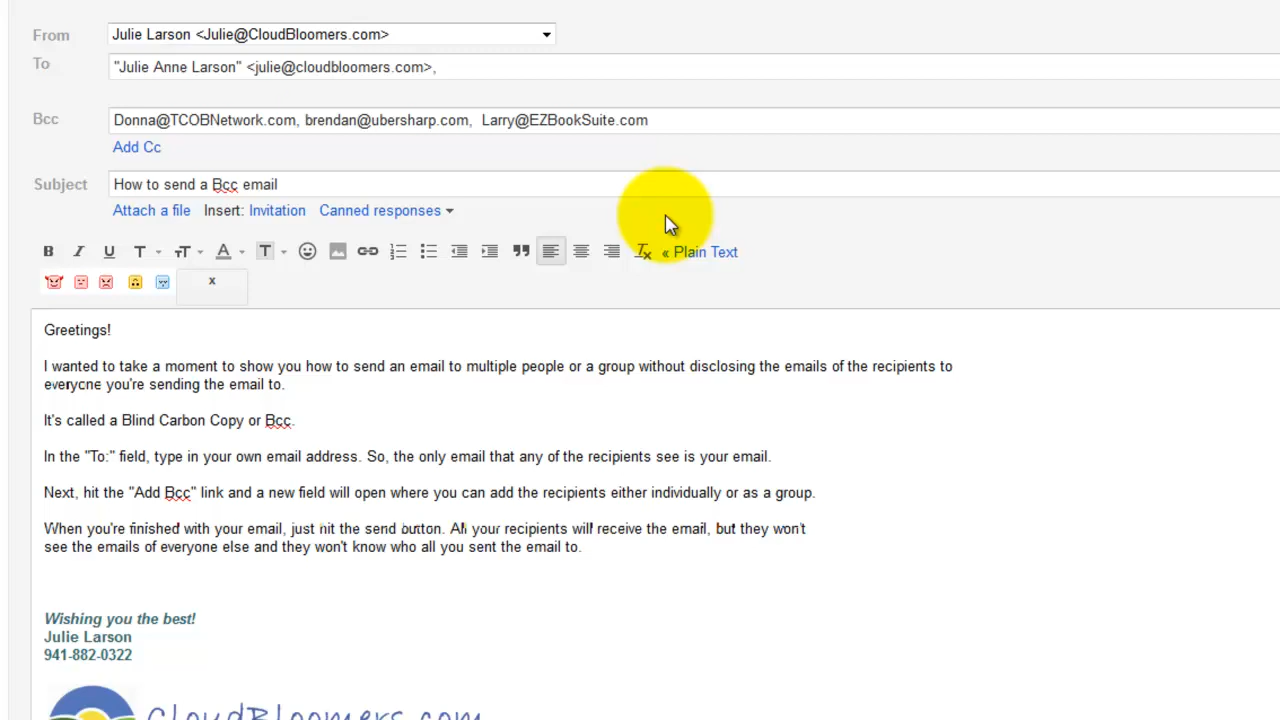 From Julie Larson <Julie@CloudBloomers.com>
To "Julie Anne Larson" <julie@cloudbloomers.com>,
Bcc Donna@TCOBNetwork.com, brendan@ubersharp.com, Larry@EZBookSuite.com
Add Cc
Subject How to send a Bcc email
Attach a file Insert: Invitation Canned responses
B I U T T A T « Plain Text
x
Greetings!
I wanted to take a moment to show you how to send an email to multiple people or a group without disclosing the emails of the recipients to
everyone you're sending the email to.
It's called a Blind Carbon Copy or Bcc.
In the "To:" field, type in your own email address. So, the only email that any of the recipients see is your email.
Next, hit the "Add Bcc" link and a new field will open where you can add the recipients either individually or as a group.
When you're finished with your email, just hit the send button. All your recipients will receive the email, but they won't
see the emails of everyone else and they won't know who all you sent the email to.
Wishing you the best!
Julie Larson
941-882-0322
CloudBloomers.com